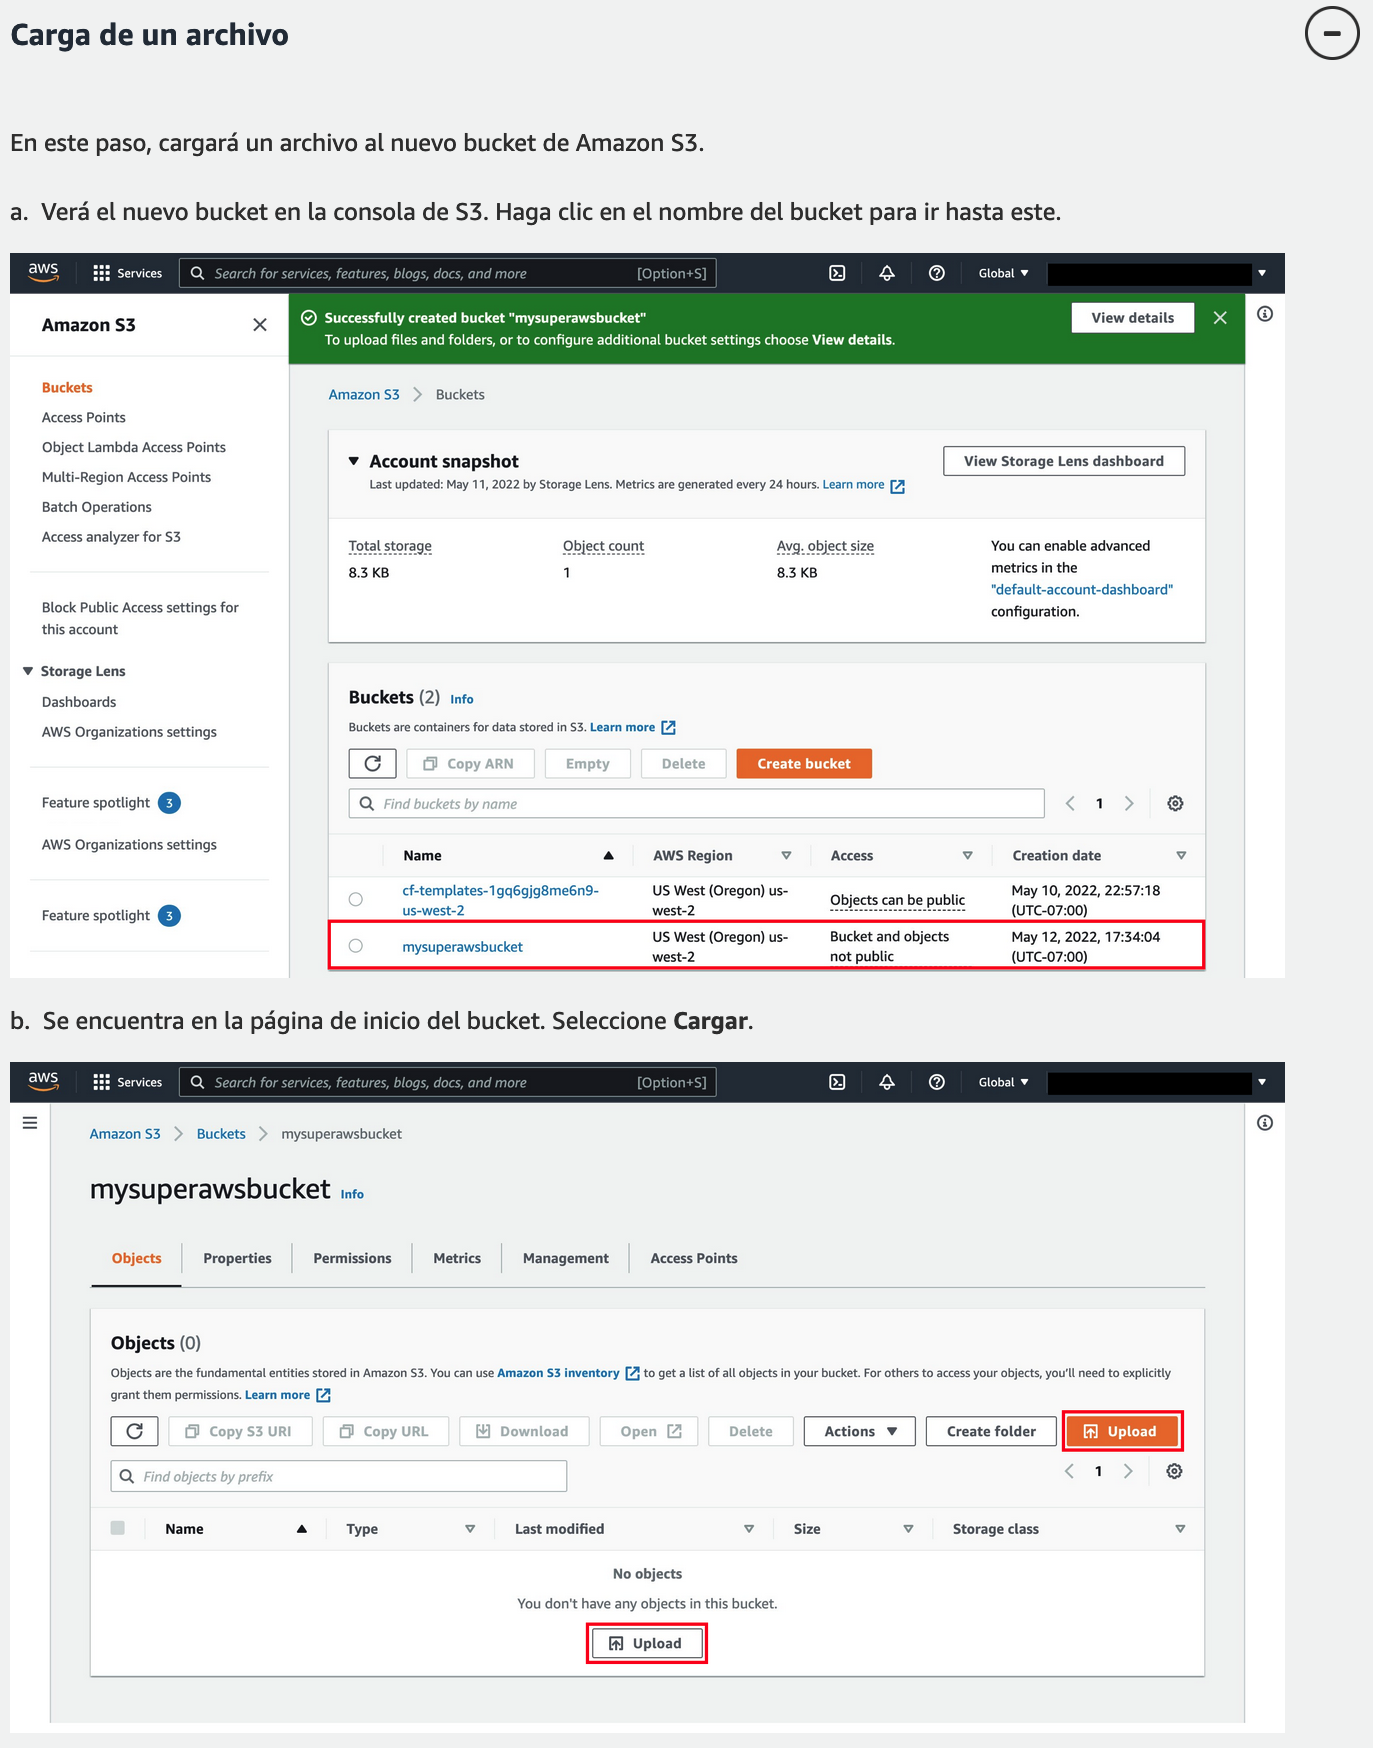 Carga de un archivo
En este paso, cargará un archivo al nuevo bucket de Amazon S3.
a. Verá el nuevo bucket en la consola de S3. Haga clic en el nombre del bucket para ir hasta este.
aws Services Search for services, features, blogs, docs, and more [Option+S] Global
Amazon S3
Buckets
Access Points
Object Lambda Access Points
Multi-Region Access Points
Batch Operations
Access analyzer for S3
Block Public Access settings for
this account
Storage Lens
Dashboards
AWS Organizations settings
Feature spotlight 3
AWS Organizations settings
Feature spotlight 3
Successfully created bucket "mysuperawsbucket"
To upload files and folders, or to configure additional bucket settings choose View details.
View details
Amazon S3 Buckets
Account snapshot
Last updated: May 11, 2022 by Storage Lens. Metrics are generated every 24 hours. Learn more
View Storage Lens dashboard
Total storage
8.3 KB
Object count
1
Avg. object size
8.3 KB
You can enable advanced
metrics in the
"default-account-dashboard"
configuration.
Buckets (2) Info
Buckets are containers for data stored in S3. Learn more
Copy ARN Empty Delete Create bucket
Find buckets by name 1
Name AWS Region Access Creation date
cf-templates-1gq6gjg8me6n9- US West (Oregon) us- Objects can be public May 10, 2022, 22:57:18
us-west-2 west-2 (UTC-07:00)
mysuperawsbucket US West (Oregon) us- Bucket and objects May 12, 2022, 17:34:04
west-2 not public (UTC-07:00)
b. Se encuentra en la página de inicio del bucket. Seleccione Cargar.
aws Services Search for services, features, blogs, docs, and more [Option+S] Global
Amazon S3 Buckets mysuperawsbucket
mysuperawsbucket Info
Objects Properties Permissions Metrics Management Access Points
Objects (0)
Objects are the fundamental entities stored in Amazon S3. You can use Amazon S3 inventory to get a list of all objects in your bucket. For others to access your objects, you'll need to explicitly
grant them permissions. Learn more
Copy S3 URI Copy URL Download Open Delete Actions Create folder Upload
Find objects by prefix 1
Name Type Last modified Size Storage class
No objects
You don't have any objects in this bucket.
Upload